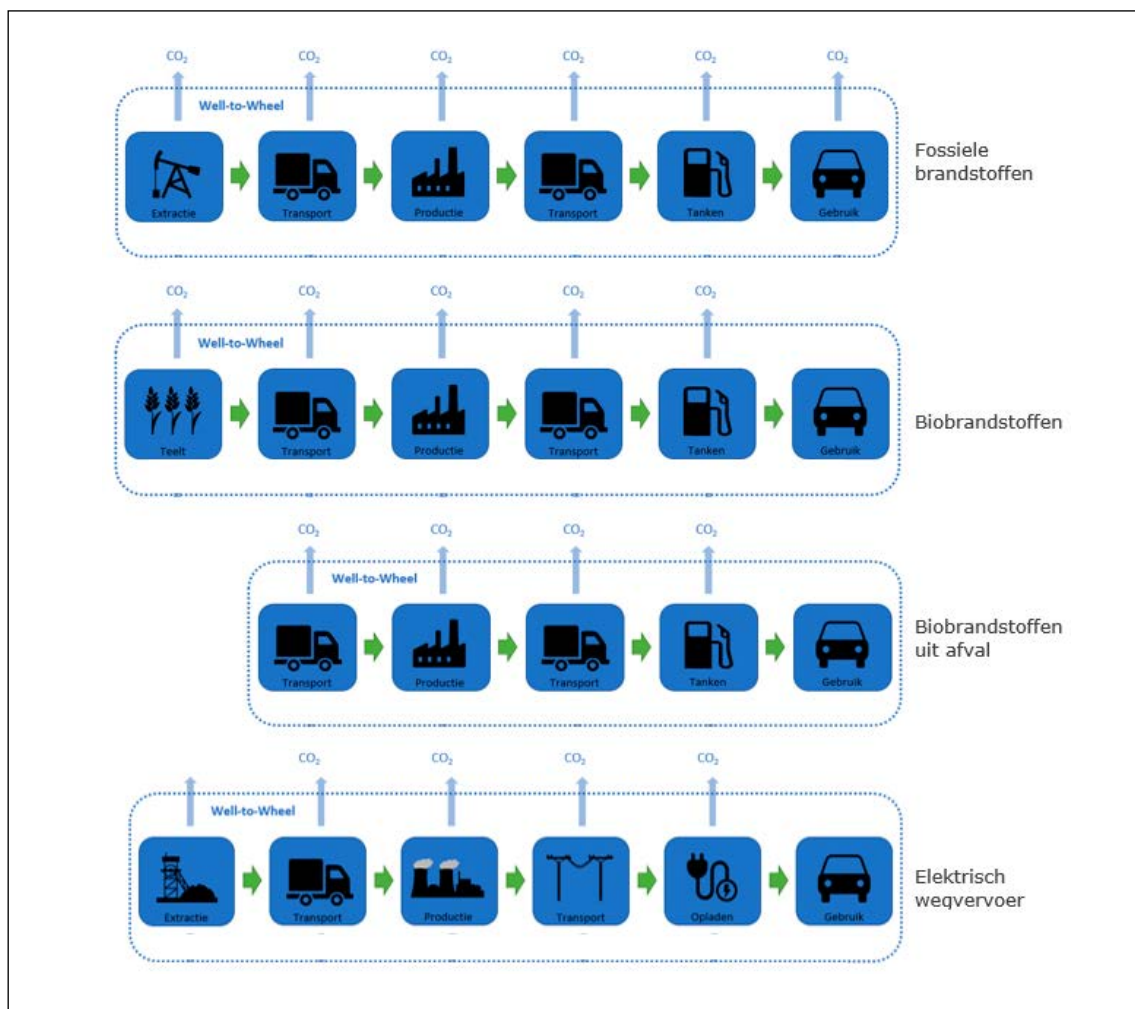 CO₂ CO₂ CO₂ CO₂ CO₂ CO₂
Well-to-Wheel
Extractie Transport Productie Transport Tanken Gebruik
Fossiele
brandstoffen
CO₂ CO₂ CO₂ CO₂ CO₂
Well-to-Wheel
Teelt Transport Productie Transport Tanken Gebruik
Biobrandstoffen
CO₂ CO₂ CO₂ CO₂
Well-to-Wheel
Transport Productie Transport Tanken Gebruik
Biobrandstoffen
uit afval
CO₂ CO₂ CO₂ CO₂
Well-to-Wheel
Extractie Transport Productie Transport Opladen Gebruik
Elektrisch
wegvervoer